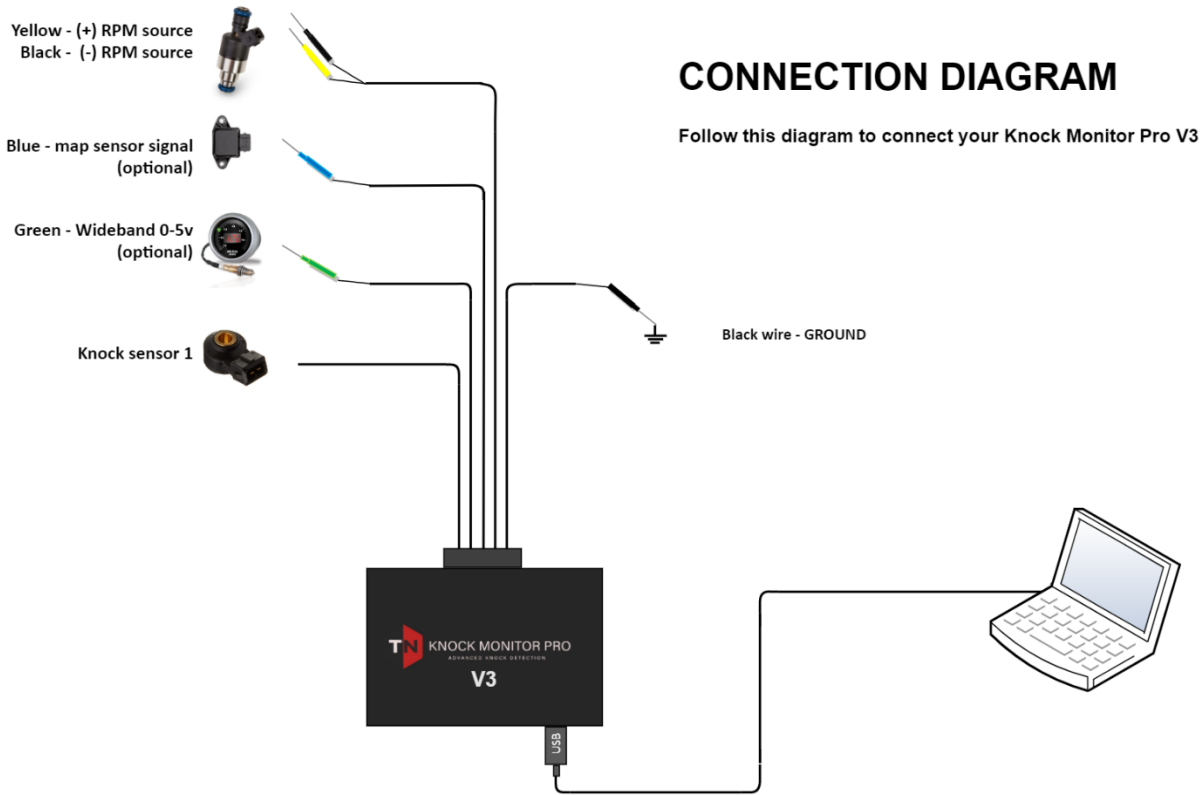 Yellow - (+) RPM source
Black - (-) RPM source
CONNECTION DIAGRAM
Follow this diagram to connect your Knock Monitor Pro V3
Blue - map sensor signal
(optional)
Green - Wideband 0-5v
(optional)
Black wire - GROUND
Knock sensor 1
TN KNOCK MONITOR PRO
ADVANCED KNOCK DETECTION
V3
USB